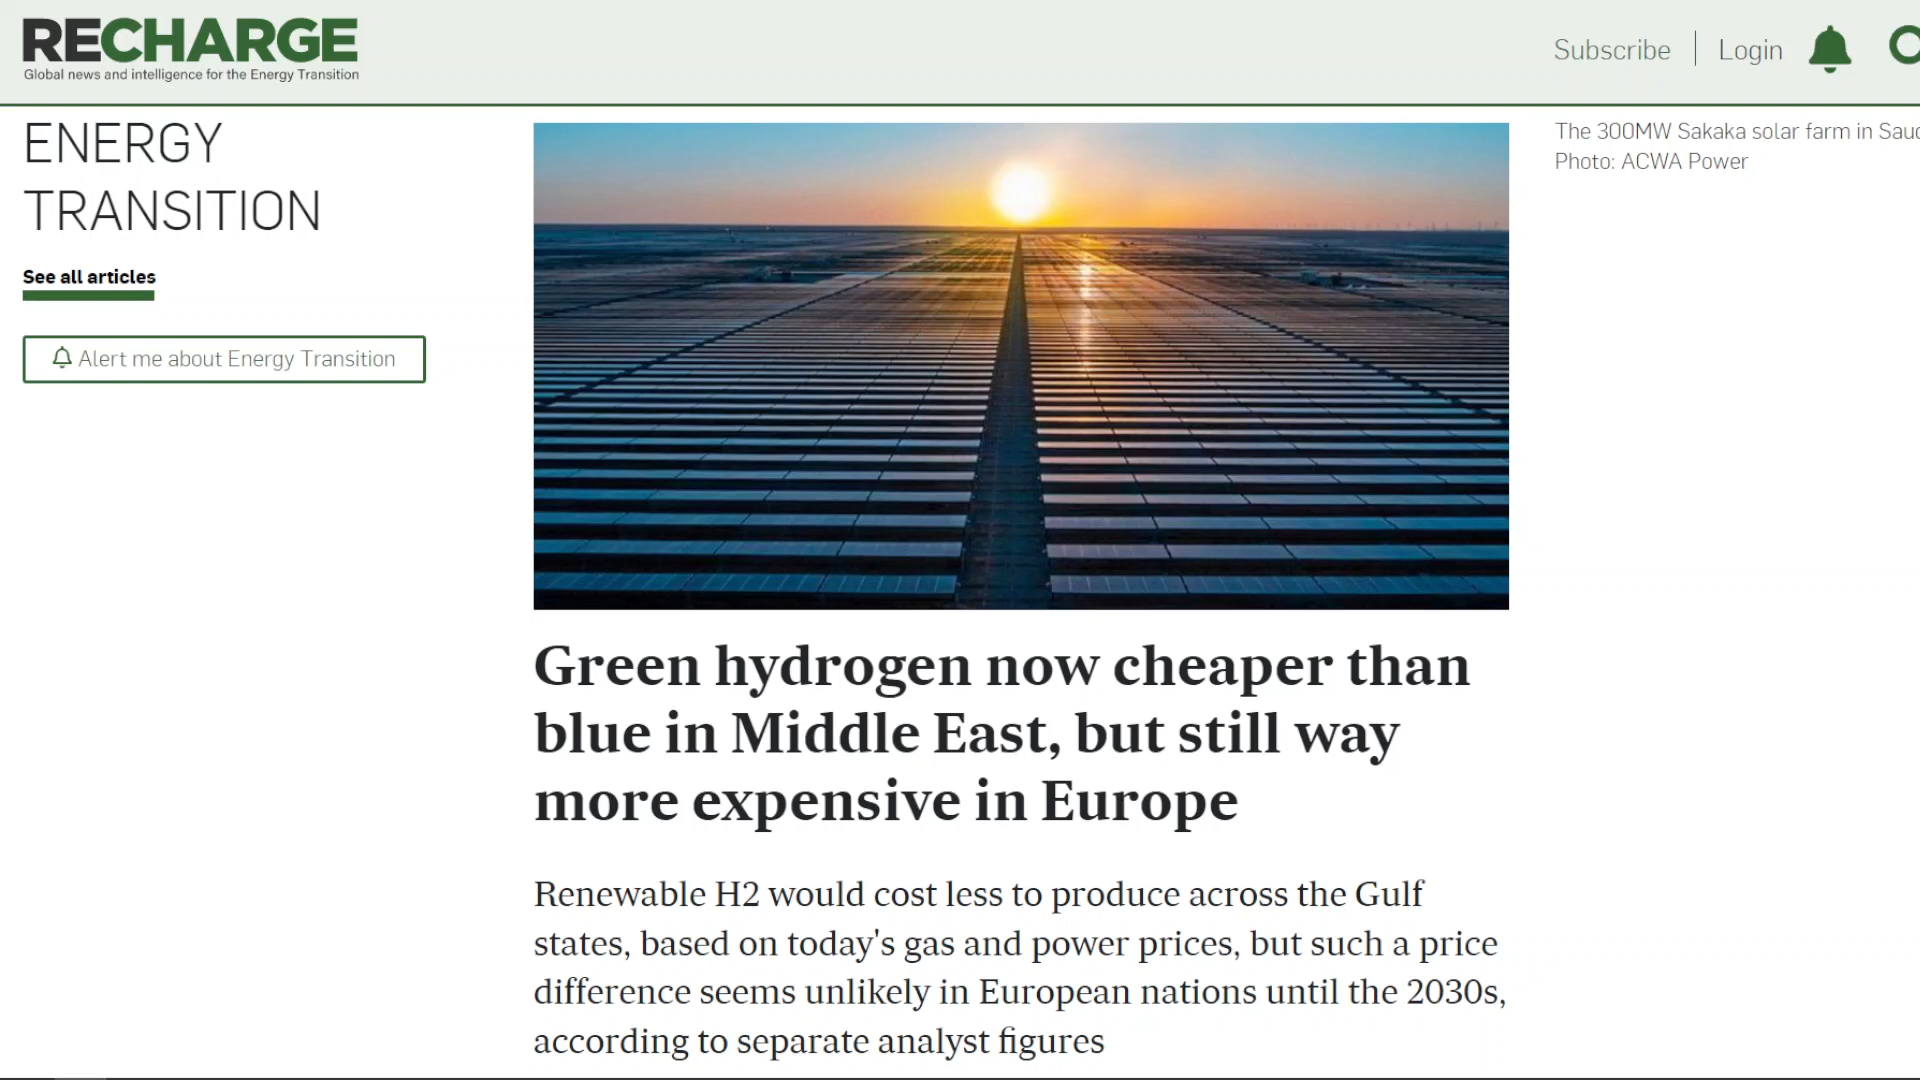 RECHARGE
Global news and intelligence for the Energy Transition
Subscribe
Login
ENERGY
TRANSITION
See all articles
Alert me about Energy Transition
The 300MW Sakaka solar farm in
Photo: ACWA Power
Green hydrogen now cheaper than
blue in Middle East, but still way
more expensive in Europe
Renewable H2 would cost less to produce across the Gulf
states, based on today's gas and power prices, but such a price
difference seems unlikely in European nations until the 2030s,
according to separate analyst figures